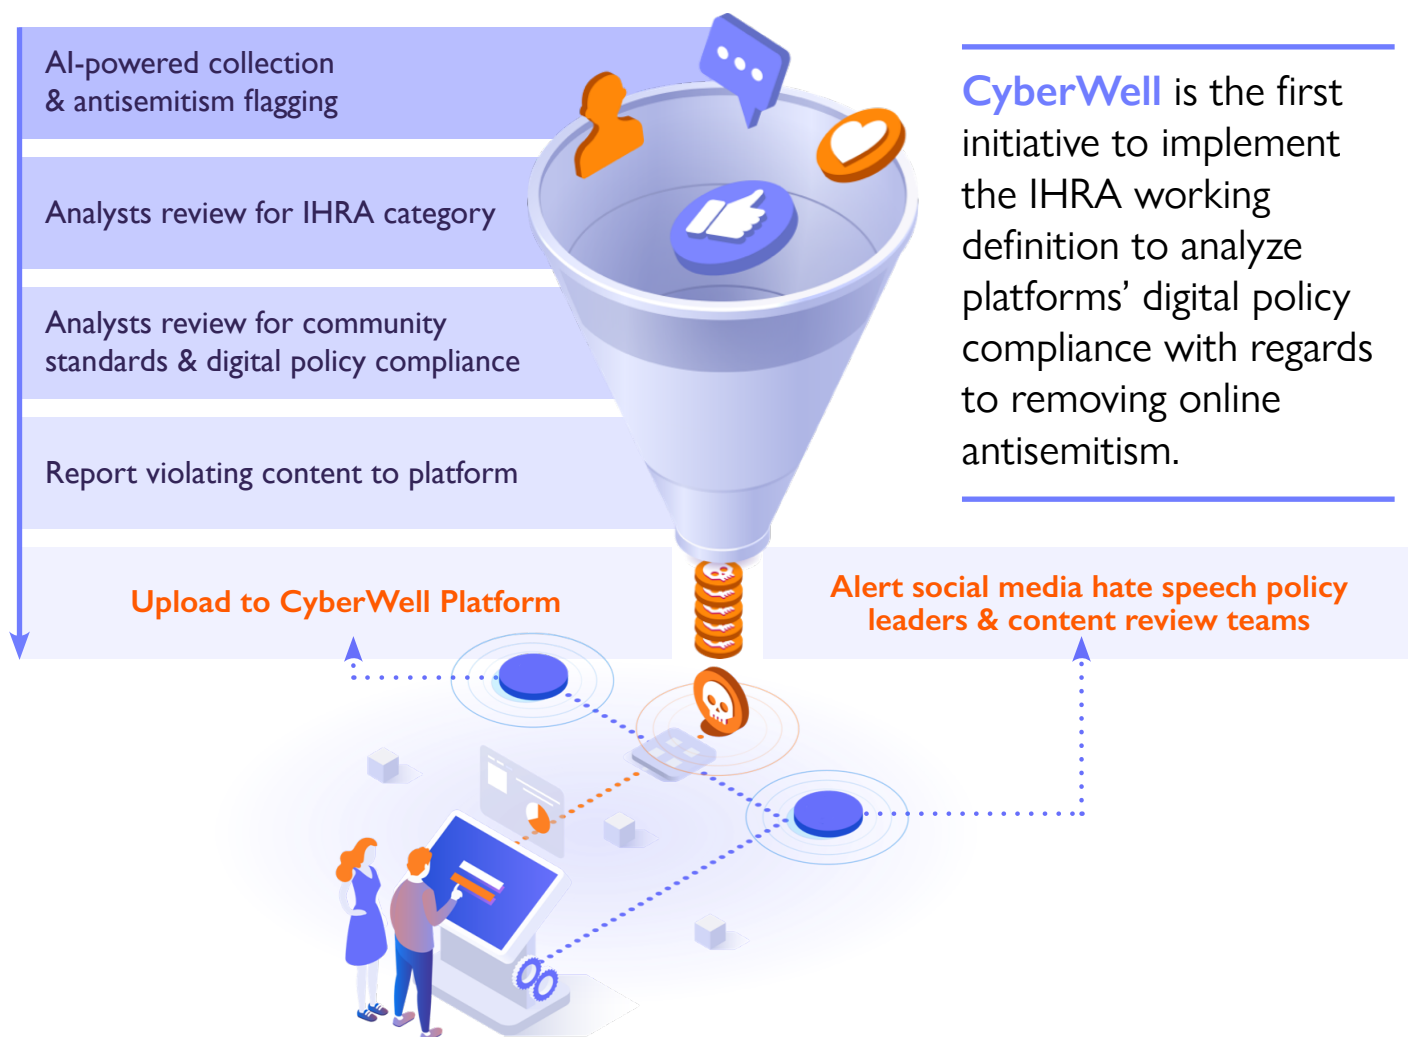 AI-powered collection
& antisemitism flagging
Analysts review for IHRA category
Analysts review for community
standards & digital policy compliance
Report violating content to platform
CyberWell is the first
initiative to implement
the IHRA working
definition to analyze
platforms’ digital policy
compliance with regards
to removing online
antisemitism.
Upload to CyberWell Platform
Alert social media hate speech policy
leaders & content review teams